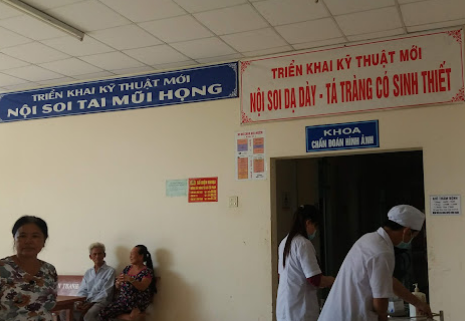 TRIỂN KHAI KỸ THUẬT MỚI
NỘI SOI TAI MŨI HỌNG
TRIỂN KHAI KỸ THUẬT MỚI
NỘI SOI DẠ DÀY - TÁ TRÀNG CÓ SINH THIẾT
KHOA
CHẨN ĐOÁN HÌNH ẢNH